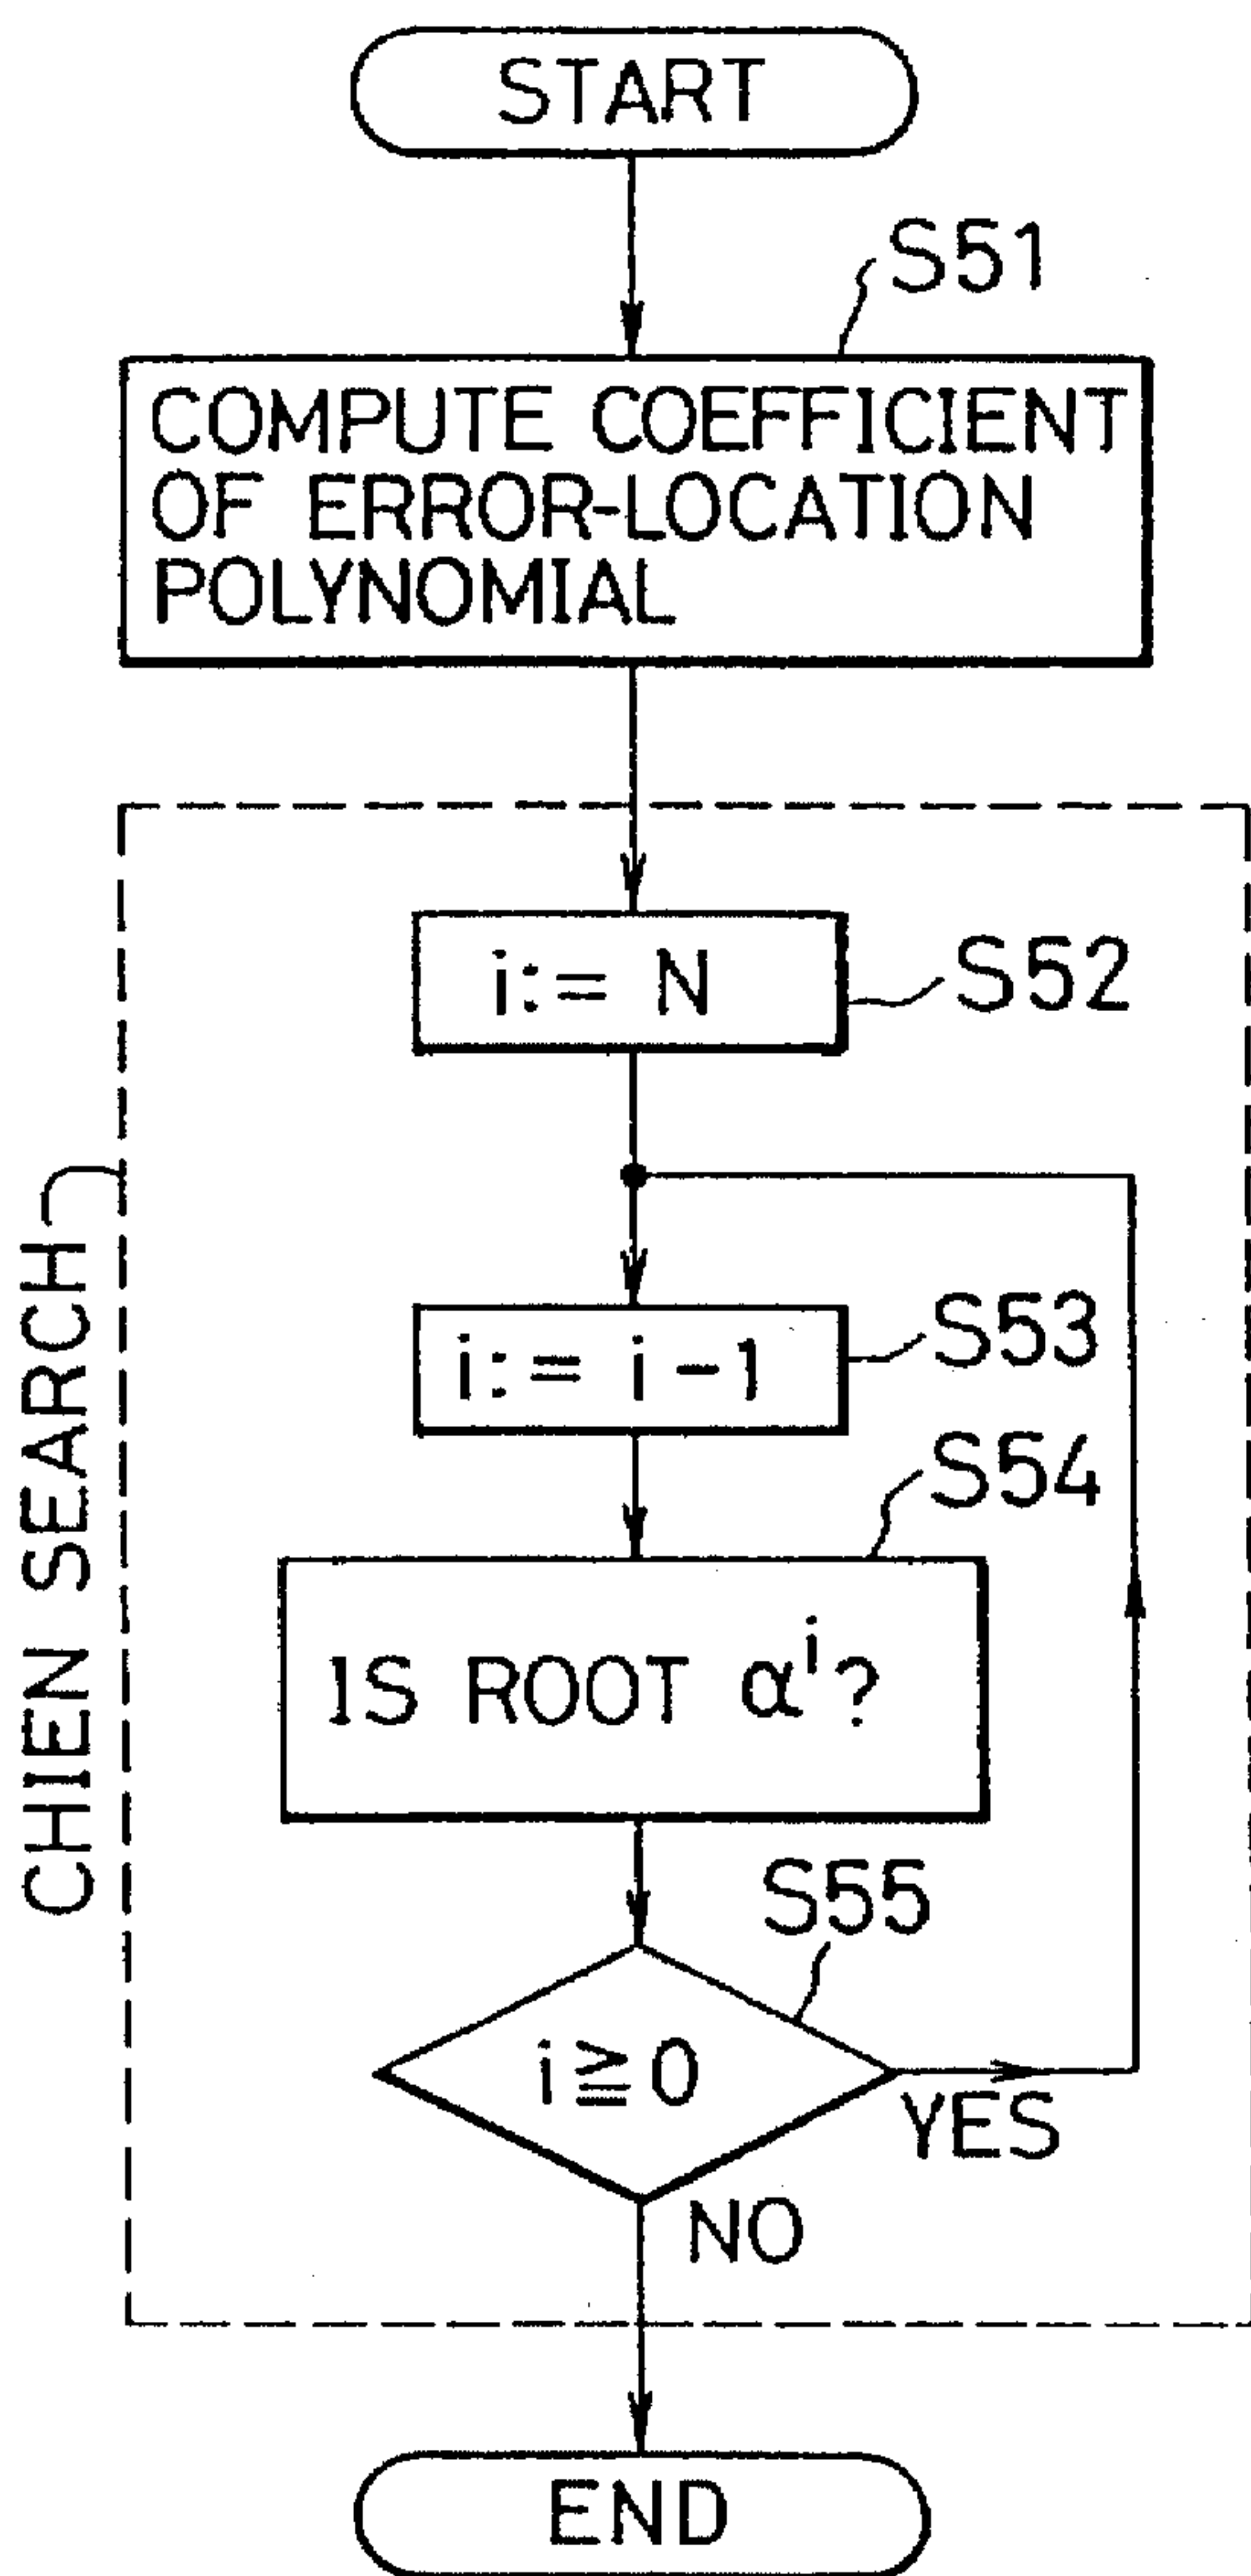 START
S51
COMPUTE COEFFICIENT
OF ERROR-LOCATION
POLYNOMIAL
CHIEN SEARCH
i:= N
S52
i:= i-1
S53
S54
IS ROOT αⁱ?
S55
i≧0
YES
NO
END